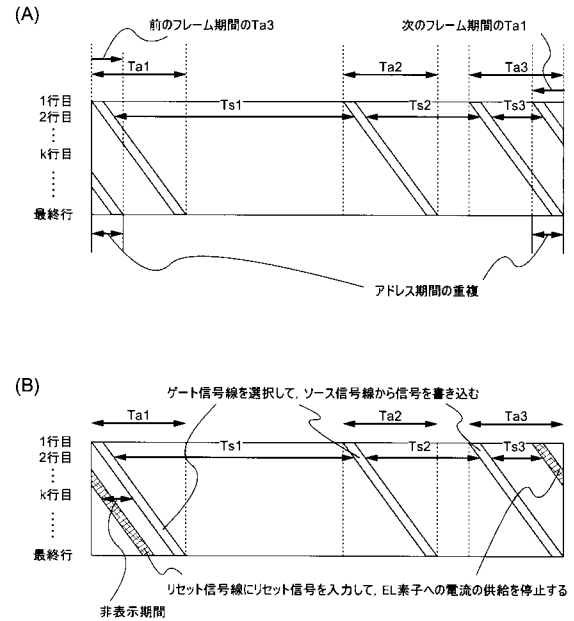 (A)
前のフレーム期間のTa3
次のフレーム期間のTa1
Ta1
Ta2
Ta3
1行目
2行目
k行目
最終行
Ts1
Ts2
Ts3
アドレス期間の重複
(B)
ゲート信号線を選択して, ソース信号線から信号を書き込む
Ta1
Ta2
Ta3
1行目
2行目
k行目
最終行
Ts1
Ts2
Ts3
リセット信号線にリセット信号を入力して, EL素子への電流の供給を停止する
非表示期間